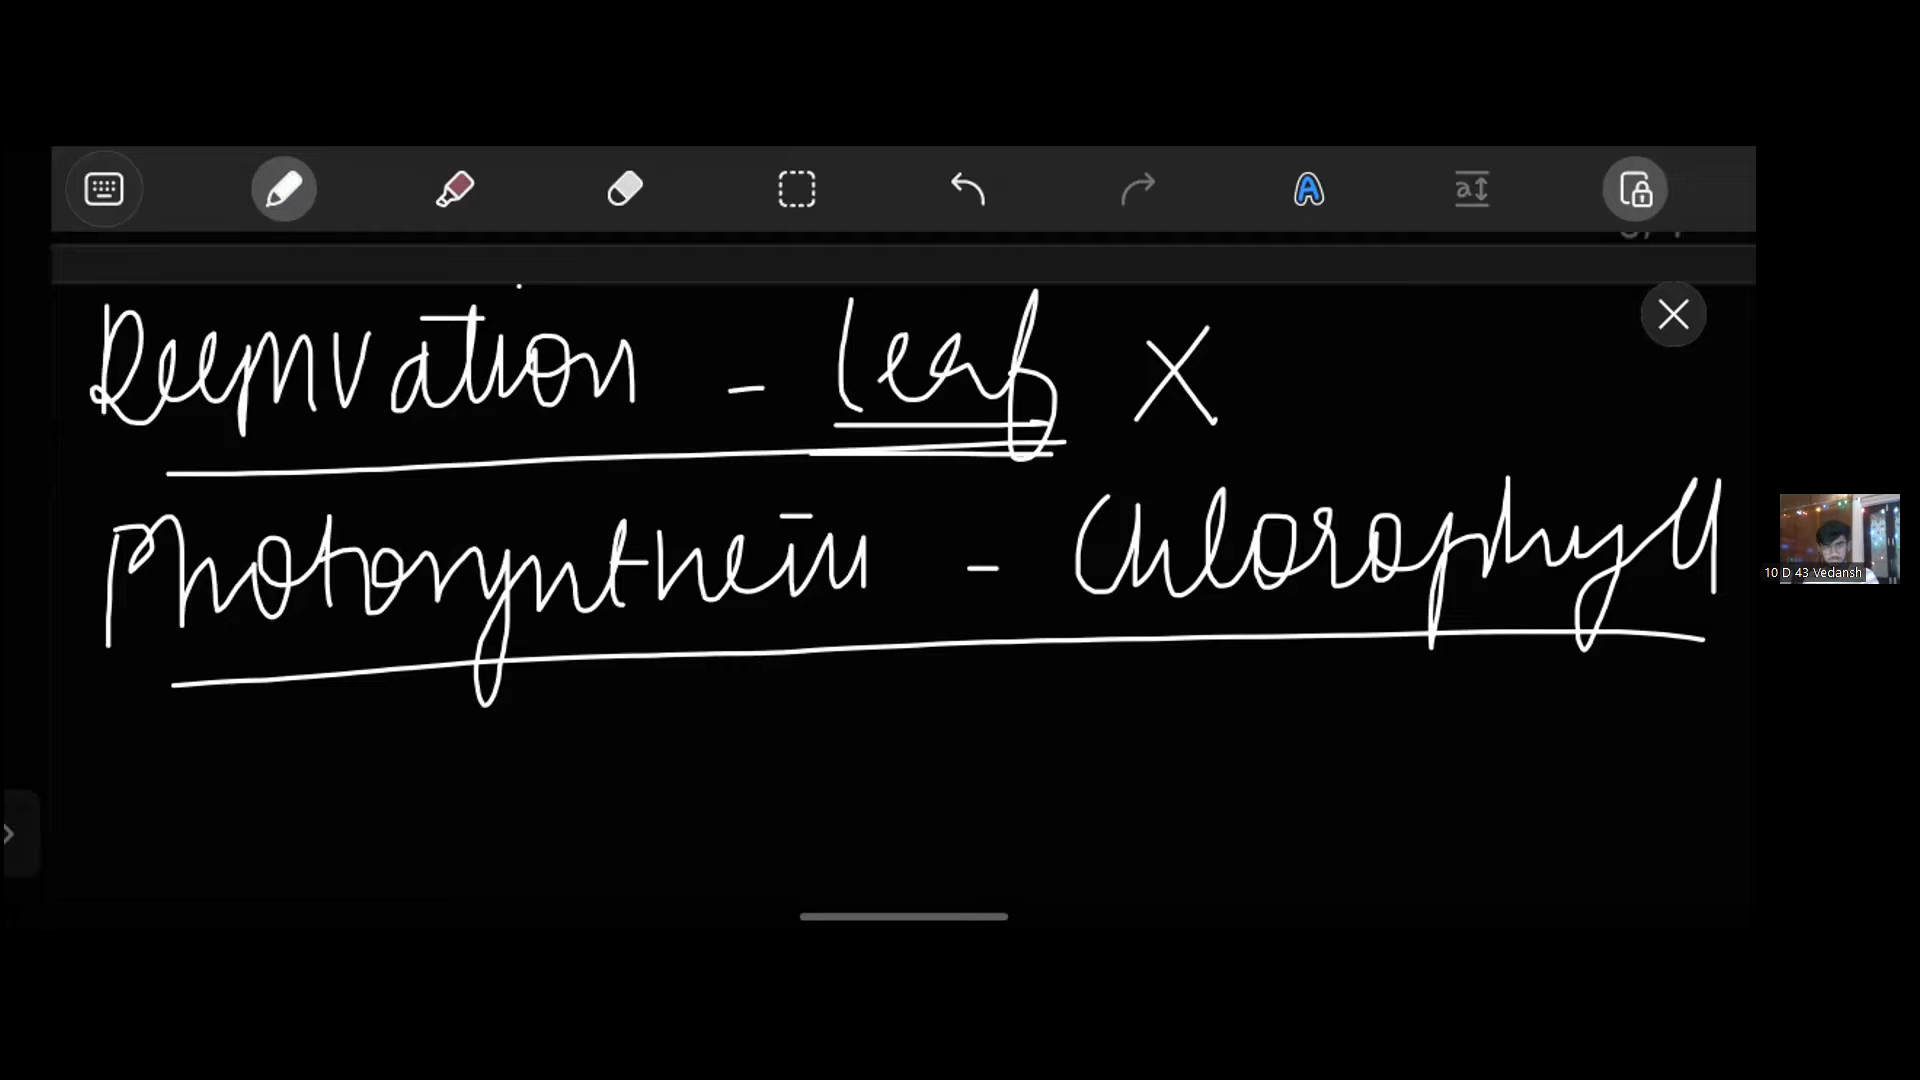 Respiration - leaf X
Photosynthesis - Chlorophyll
10 D 43 Vedansh